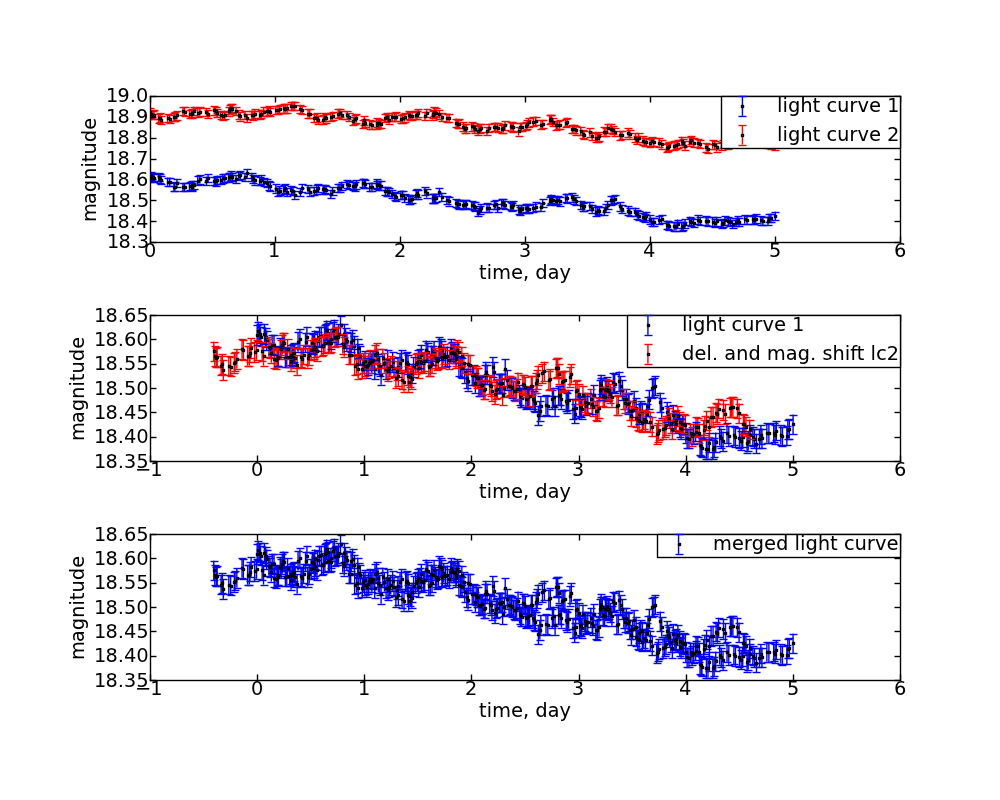 19.0
18.9
18.8
18.7
18.6
18.5
18.4
18.3
magnitude
light curve 1
light curve 2
0 1 2 3 4 5 6
time, day
18.65
18.60
18.55
18.50
18.45
18.40
18.35
magnitude
light curve 1
del. and mag. shift lc2
−1 0 1 2 3 4 5 6
time, day
18.65
18.60
18.55
18.50
18.45
18.40
18.35
magnitude
merged light curve
−1 0 1 2 3 4 5 6
time, day